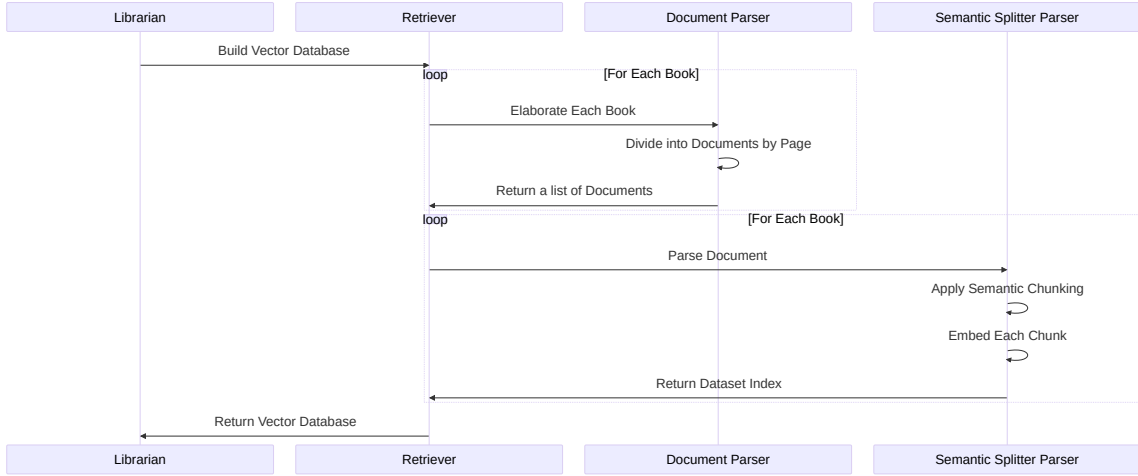 Librarian
Retriever
Document Parser
Semantic Splitter Parser
Build Vector Database
loop
[For Each Book]
Elaborate Each Book
Divide into Documents by Page
Return a list of Documents
loop
[For Each Book]
Parse Document
Apply Semantic Chunking
Embed Each Chunk
Return Dataset Index
Return Vector Database
Librarian
Retriever
Document Parser
Semantic Splitter Parser